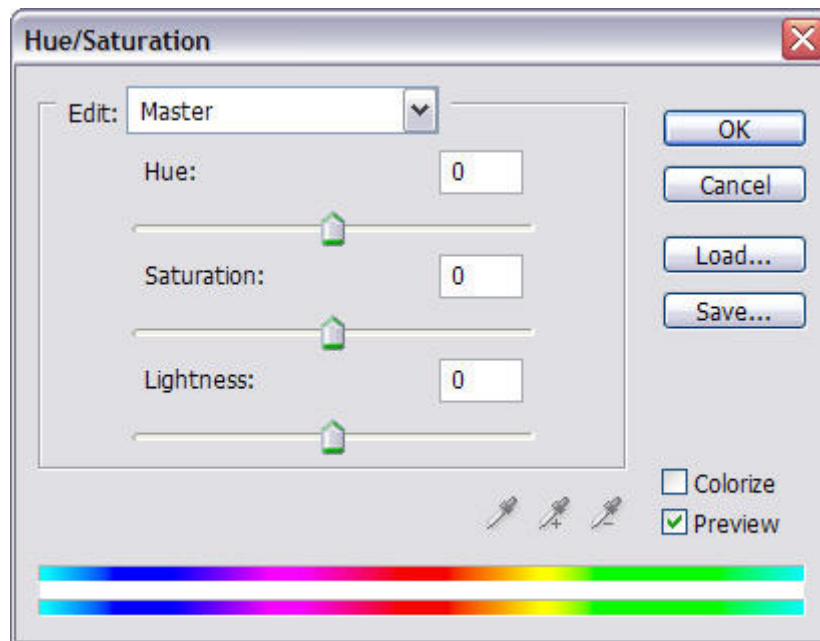 Hue/Saturation
Edit: Master
OK
Hue: 0
Cancel
Load...
Saturation: 0
Save...
Lightness: 0
Colorize
Preview